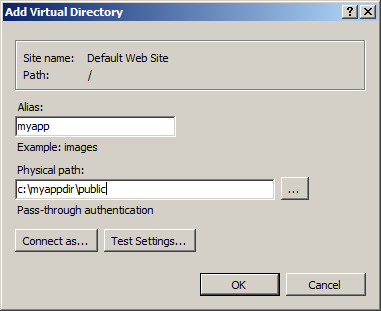 Add Virtual Directory
Site name: Default Web Site
Path: /
Alias:
myapp
Example: images
Physical path:
c:\myappdir\public
...
Pass-through authentication
Connect as... Test Settings...
OK Cancel